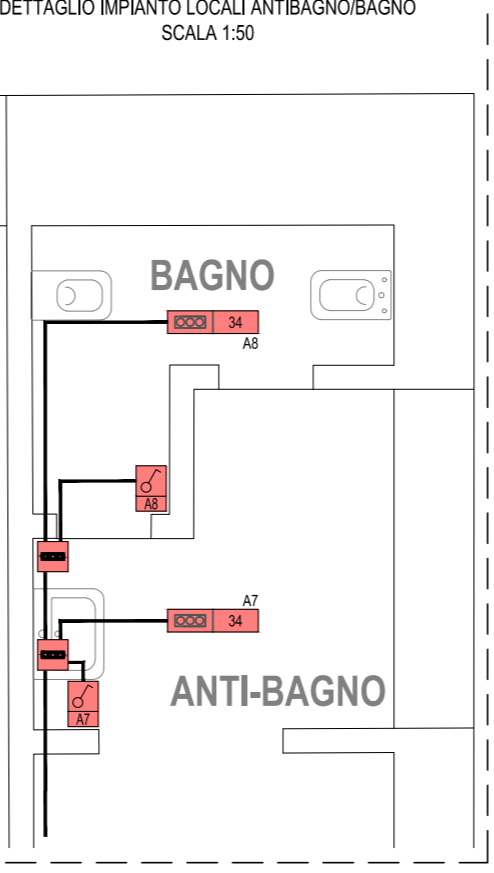 DETTAGLIO IMPIANTO LOCALI ANTIBAGNO/BAGNO
SCALA 1:50
BAGNO
34
A8
A8
A7
34
ANTI-BAGNO
A7